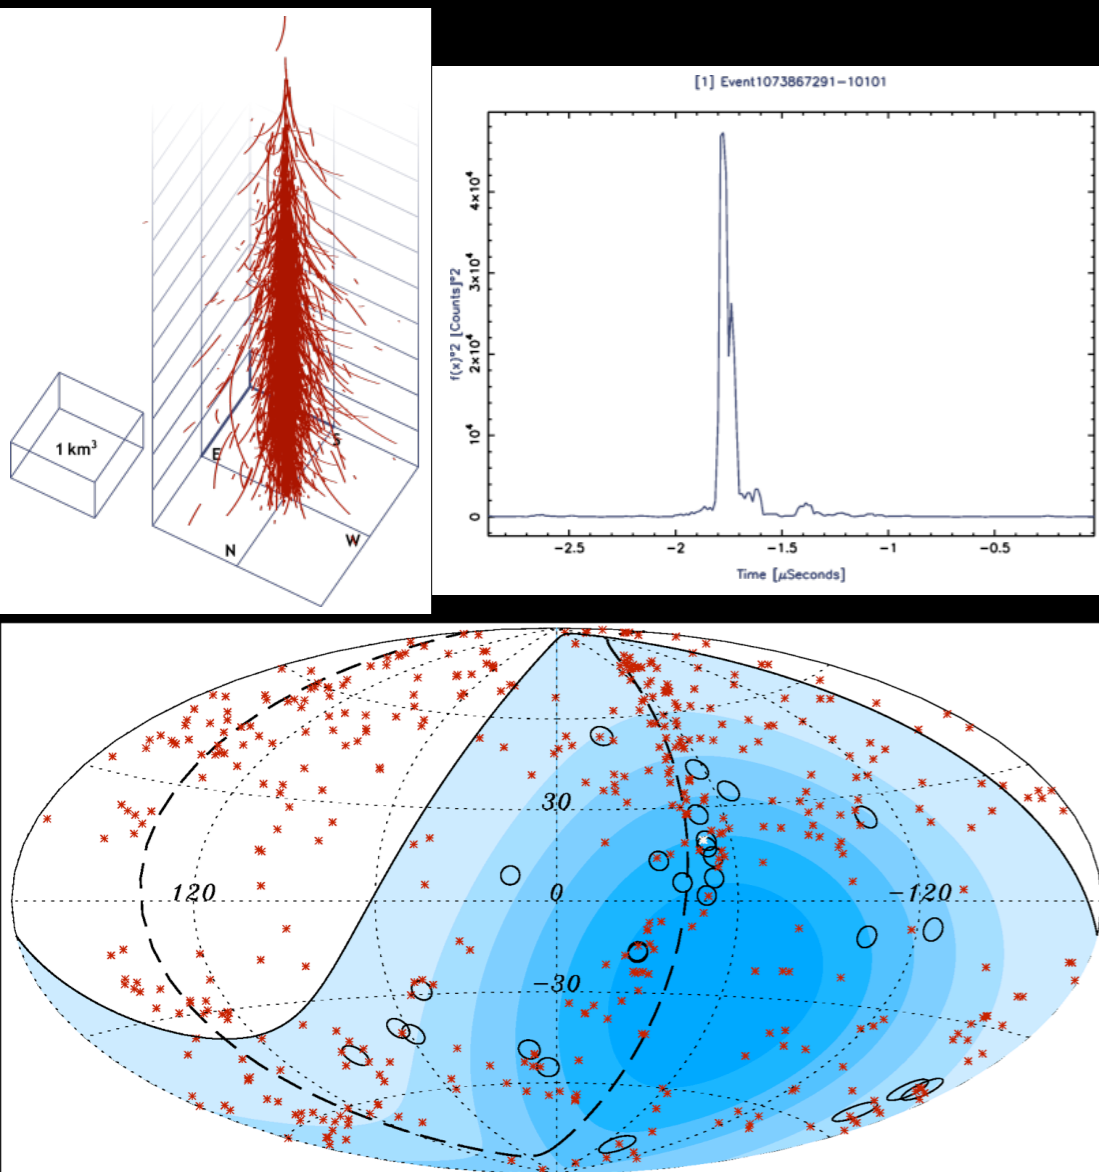 1 km³
E
S
N
W
[1] Event1073867291-10101
f(x)^2 [Counts]^2
4×10⁴
3×10⁴
2×10⁴
10⁴
0
-2.5
-2
-1.5
-1
-0.5
Time [μSeconds]
30
120
0
-120
-30